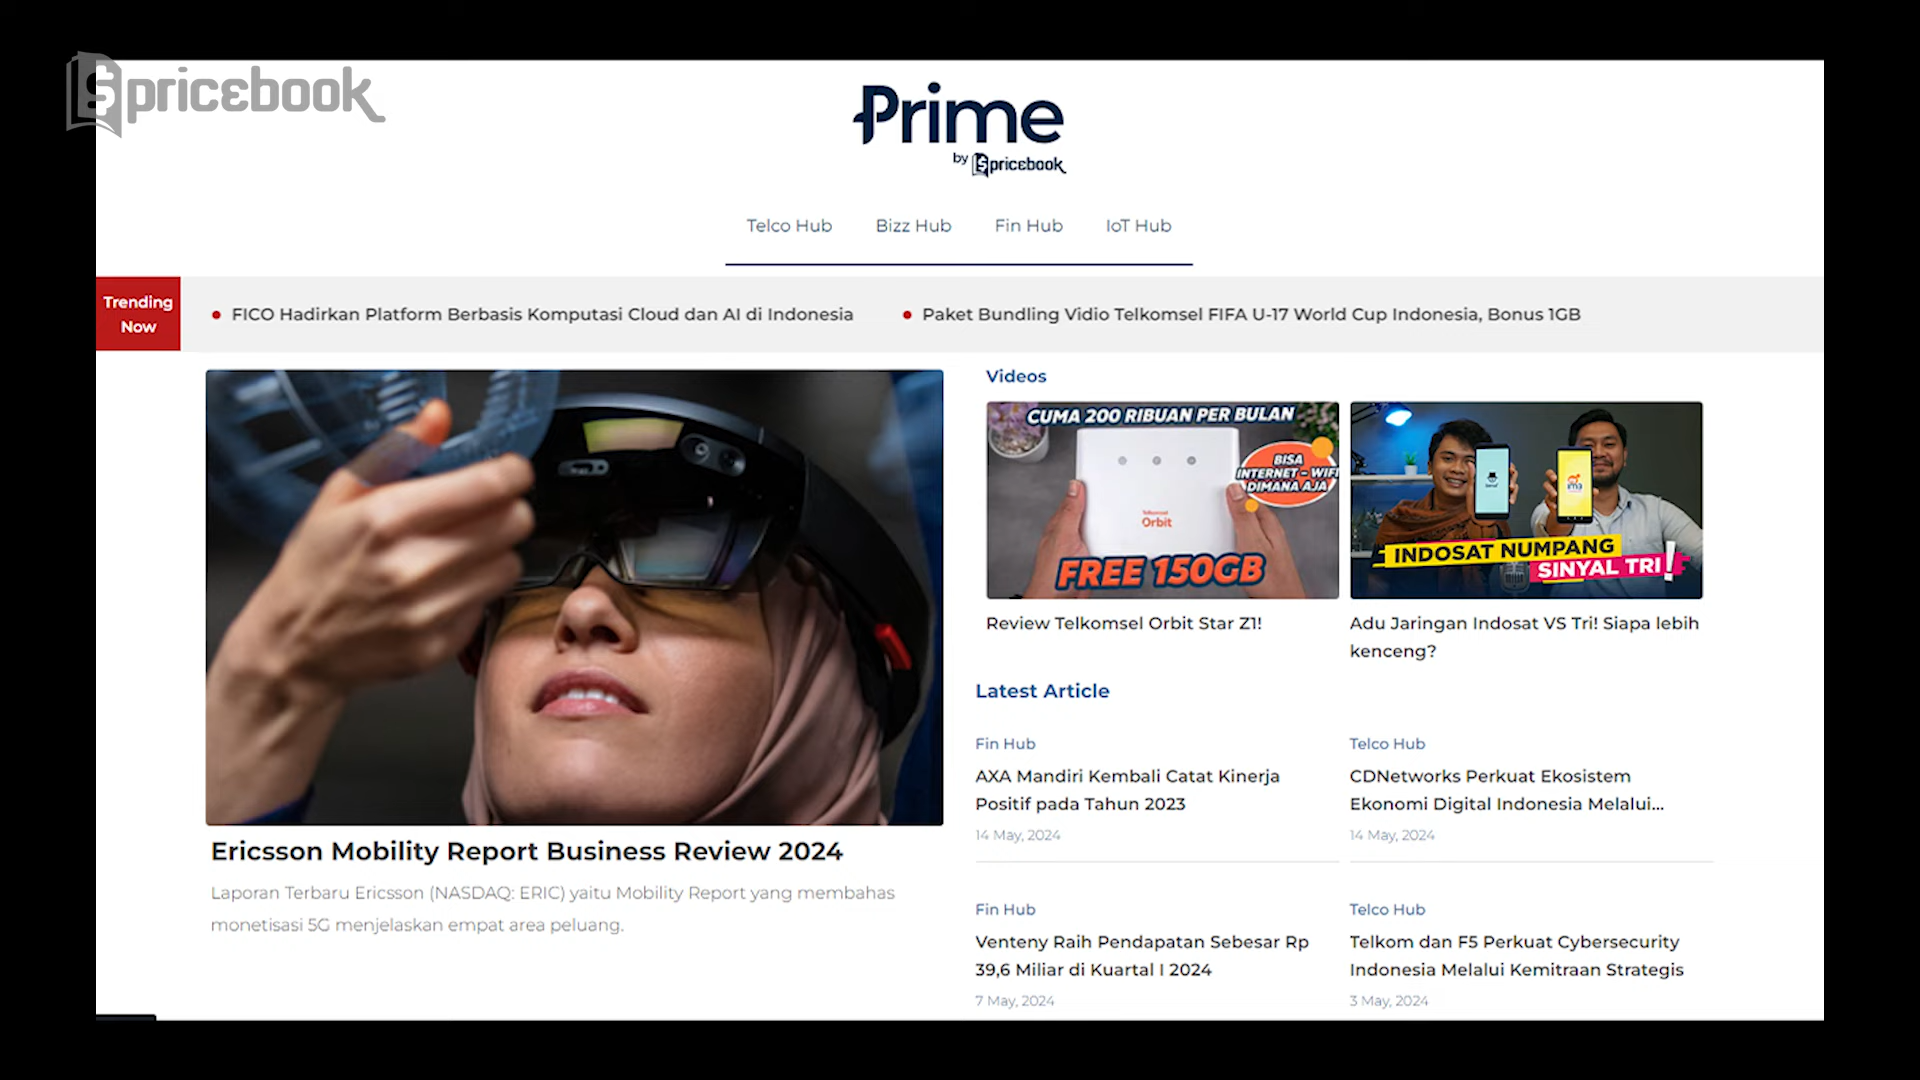 pricebook
Prime
by pricebook
Telco Hub
Bizz Hub
Fin Hub
IoT Hub
Trending
Now
FICO Hadirkan Platform Berbasis Komputasi Cloud dan AI di Indonesia
Paket Bundling Vidio Telkomsel FIFA U-17 World Cup Indonesia, Bonus 1GB
Ericsson Mobility Report Business Review 2024
Laporan Terbaru Ericsson (NASDAQ: ERIC) yaitu Mobility Report yang membahas
monetisasi 5G menjelaskan empat area peluang.
Videos
CUMA 200 RIBUAN PER BULAN
BISA
INTERNET - WIFI
DIMANA AJA
Telkomsel
Orbit
FREE 150GB
Review Telkomsel Orbit Star Z1!
im3
INDOSAT NUMPANG
SINYAL TRI!
Adu Jaringan Indosat VS Tri! Siapa lebih
kenceng?
Latest Article
Fin Hub
AXA Mandiri Kembali Catat Kinerja
Positif pada Tahun 2023
14 May, 2024
Telco Hub
CDNetworks Perkuat Ekosistem
Ekonomi Digital Indonesia Melalui...
14 May, 2024
Fin Hub
Venteny Raih Pendapatan Sebesar Rp
39,6 Miliar di Kuartal I 2024
7 May, 2024
Telco Hub
Telkom dan F5 Perkuat Cybersecurity
Indonesia Melalui Kemitraan Strategis
3 May, 2024